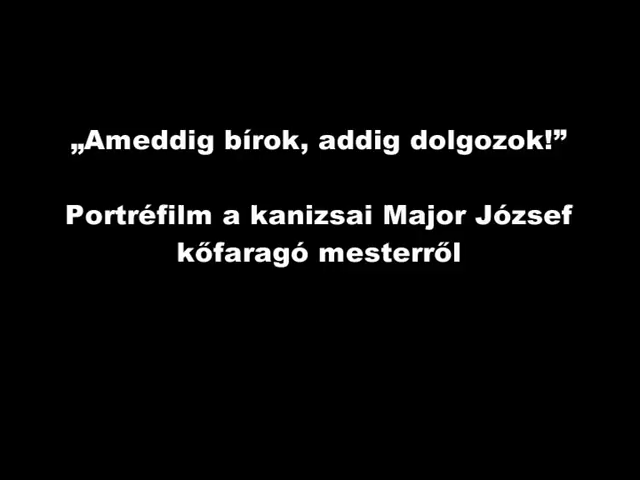 „Ameddig bírok, addig dolgozok!”
Portréfilm a kanizsai Major József
kőfaragó mesterről